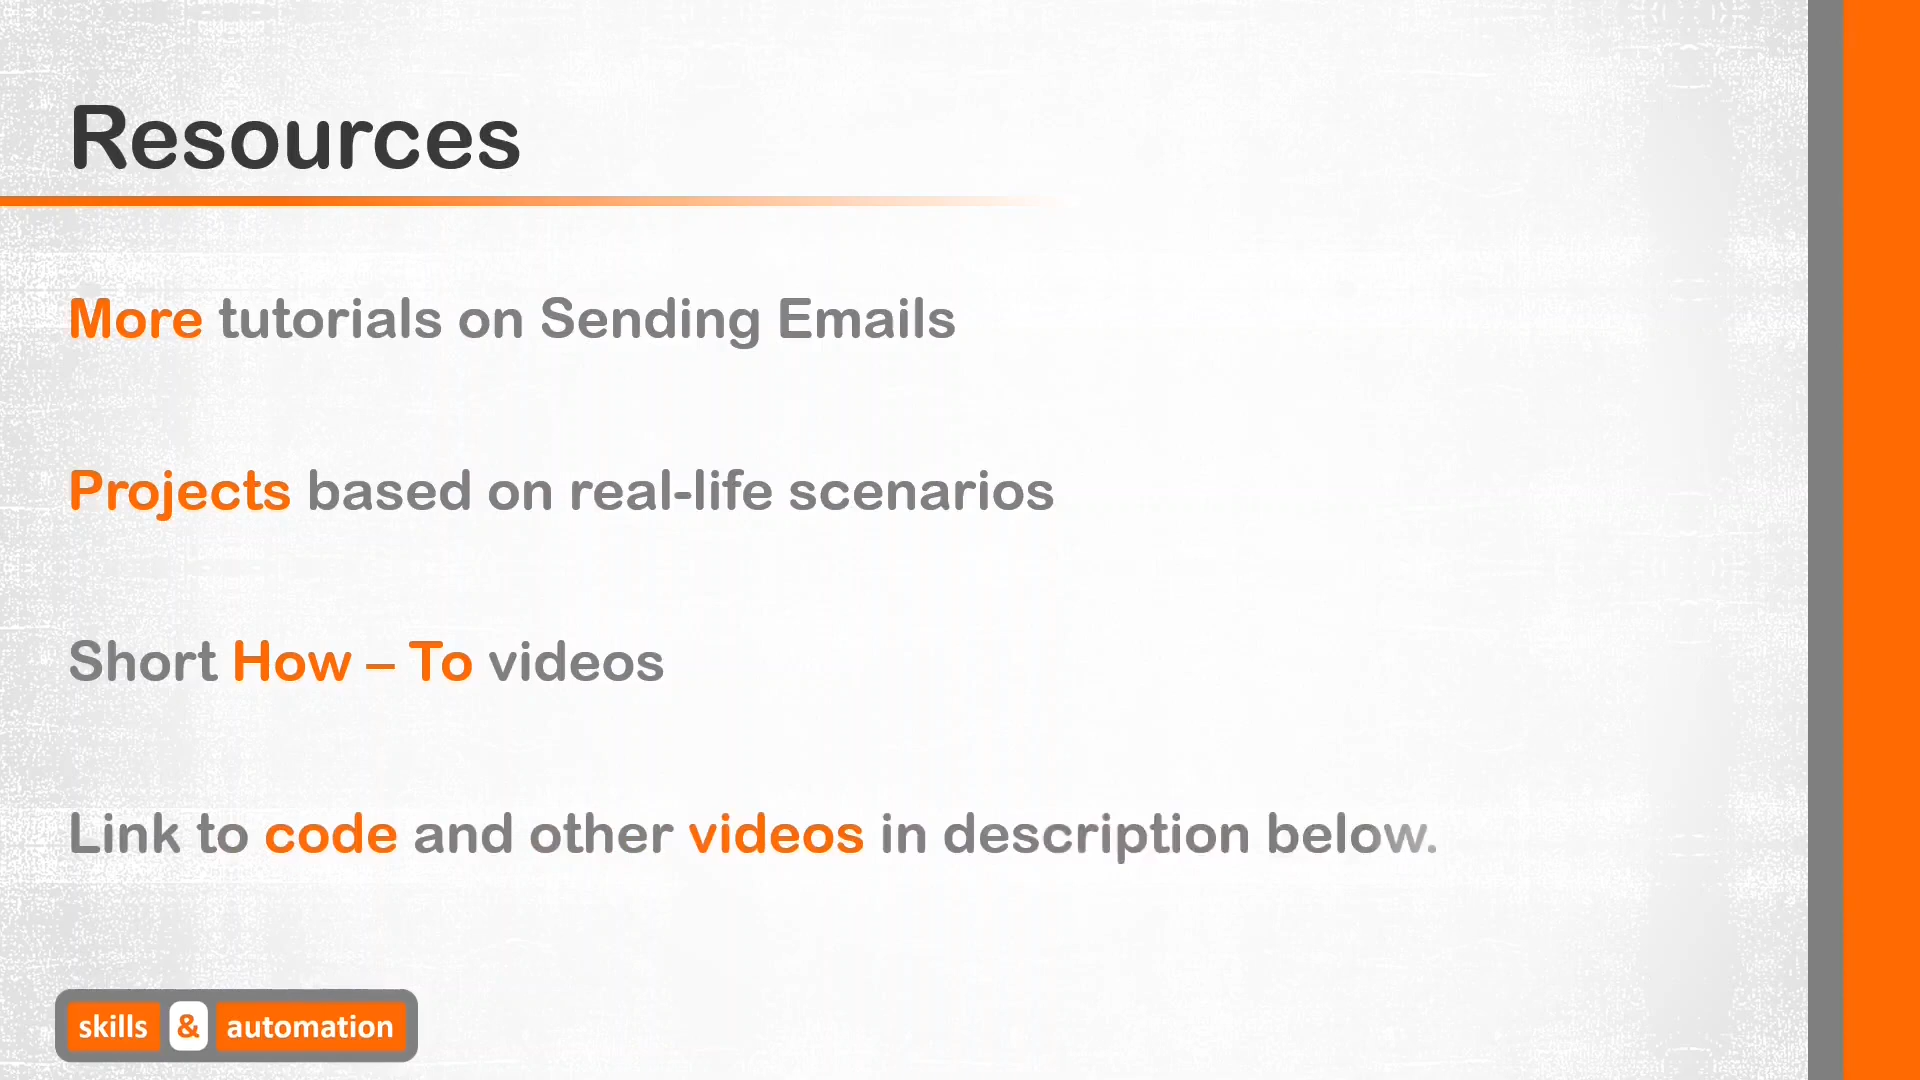 Resources
More tutorials on Sending Emails
Projects based on real-life scenarios
Short How – To videos
Link to code and other videos in description below.
skills & automation